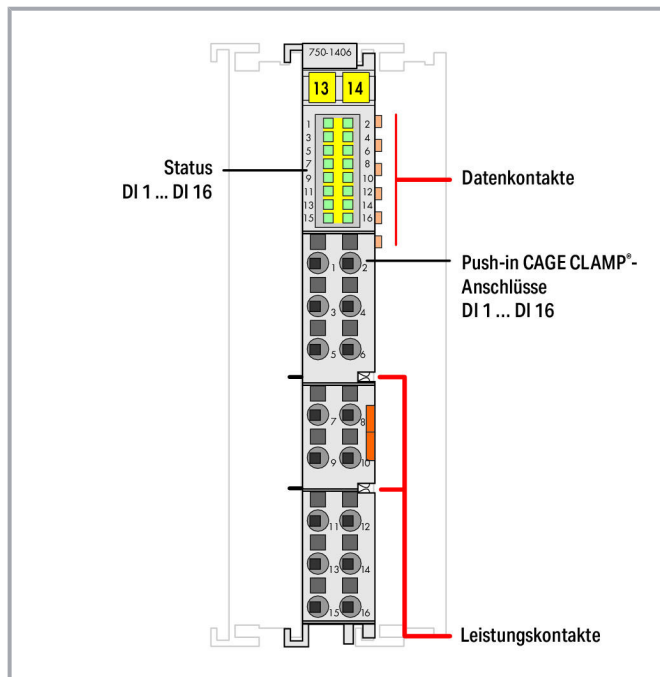 750-1406
13 14
1 2
3 4
5 6
7 8
9 10
11 12
13 14
15 16
Status
DI 1 ... DI 16
Datenkontakte
Push-in CAGE CLAMP®-
Anschlüsse
DI 1 ... DI 16
1 2
3 4
5 6
7 8
9 10
11 12
13 14
15 16
Leistungskontakte